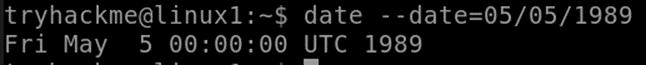 tryhackme@linux1:~$ date --date=05/05/1989
Fri May  5 00:00:00 UTC 1989